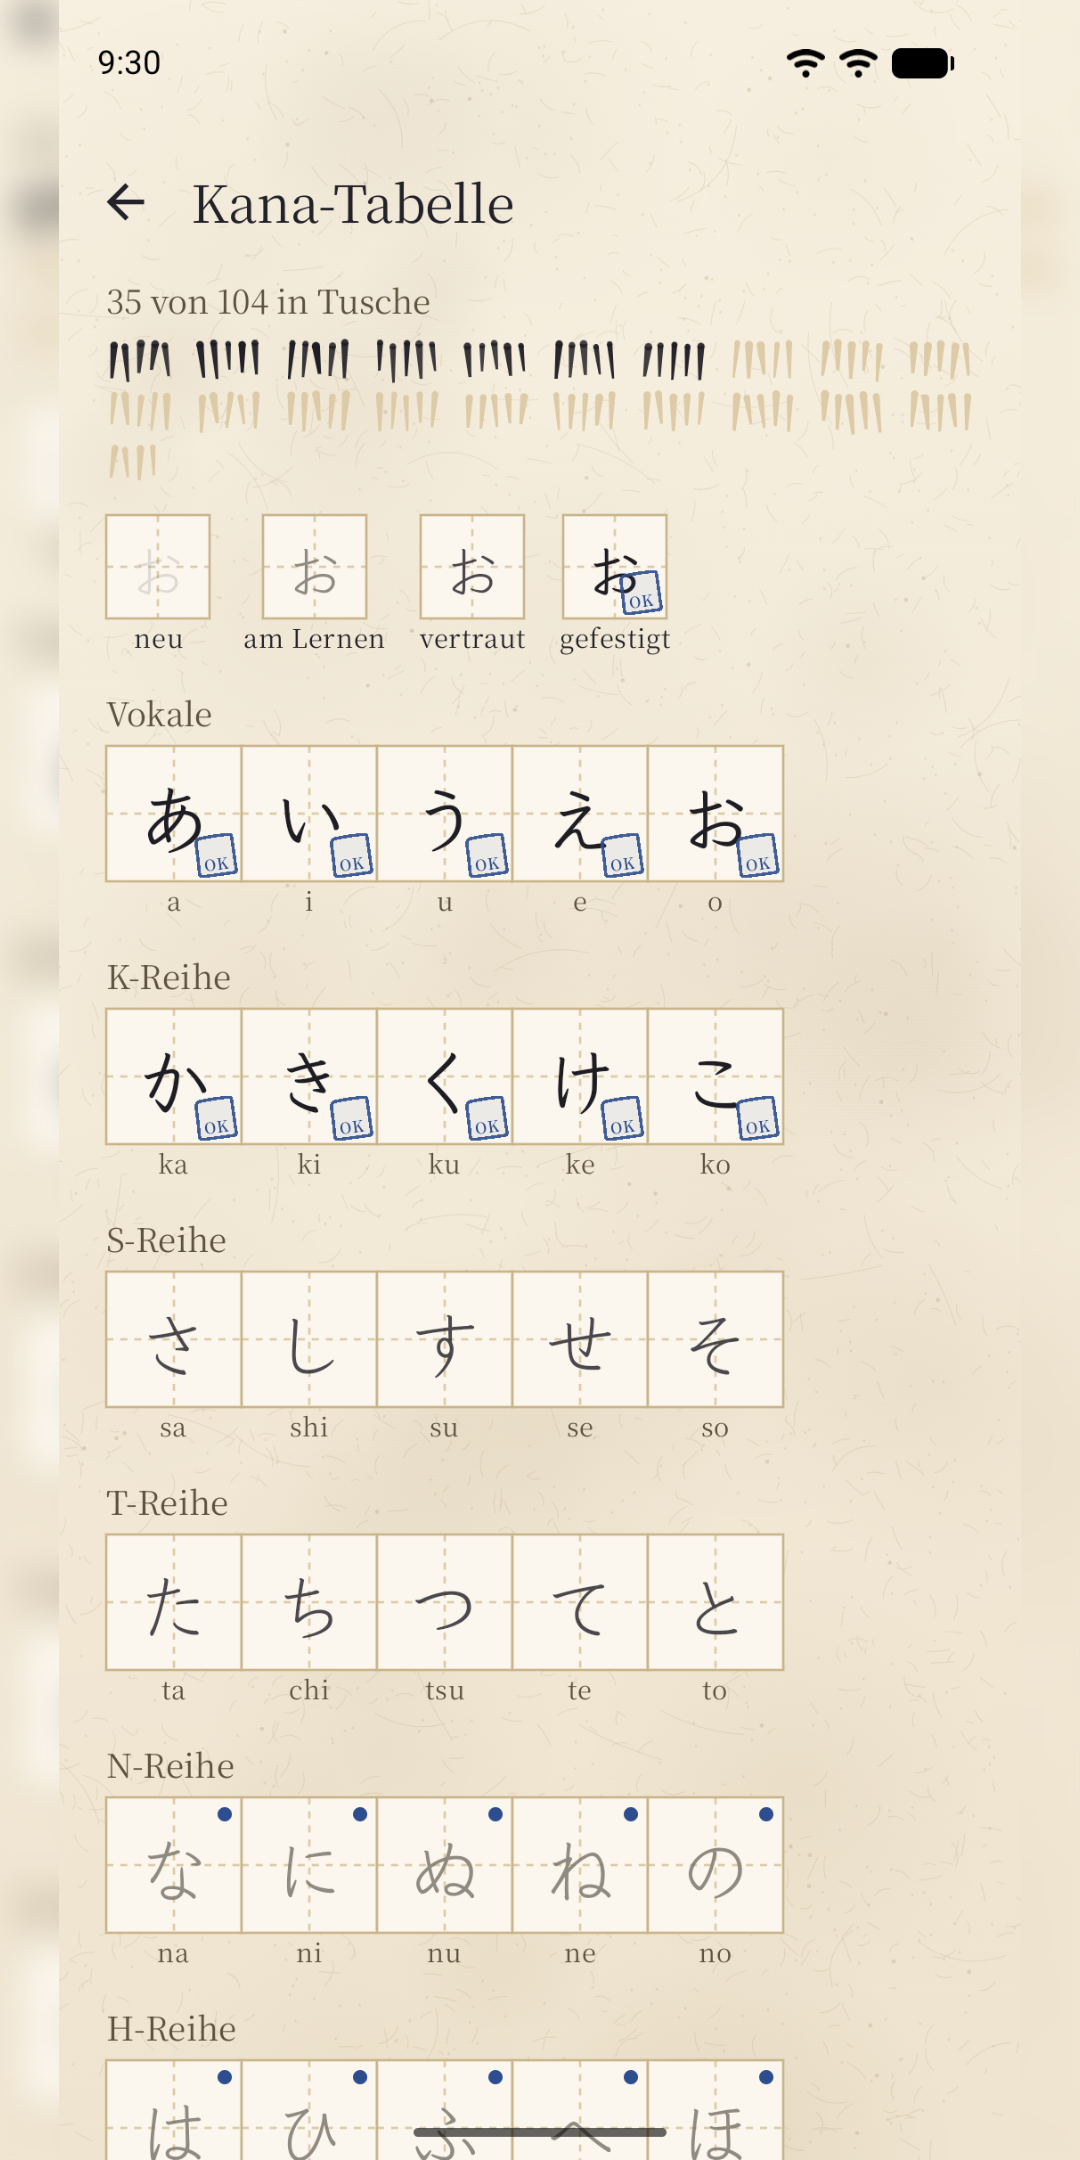 9:30
Kana-Tabelle
35 von 104 in Tusche
お お お お OK
neu am Lernen vertraut gefestigt
Vokale
あ OK い OK う OK え OK お OK
a i u e o
K-Reihe
か OK き OK く OK け OK こ OK
ka ki ku ke ko
S-Reihe
さ し す せ そ
sa shi su se so
T-Reihe
た ち つ て と
ta chi tsu te to
N-Reihe
な に ぬ ね の
na ni nu ne no
H-Reihe
は ひ ふ へ ほ